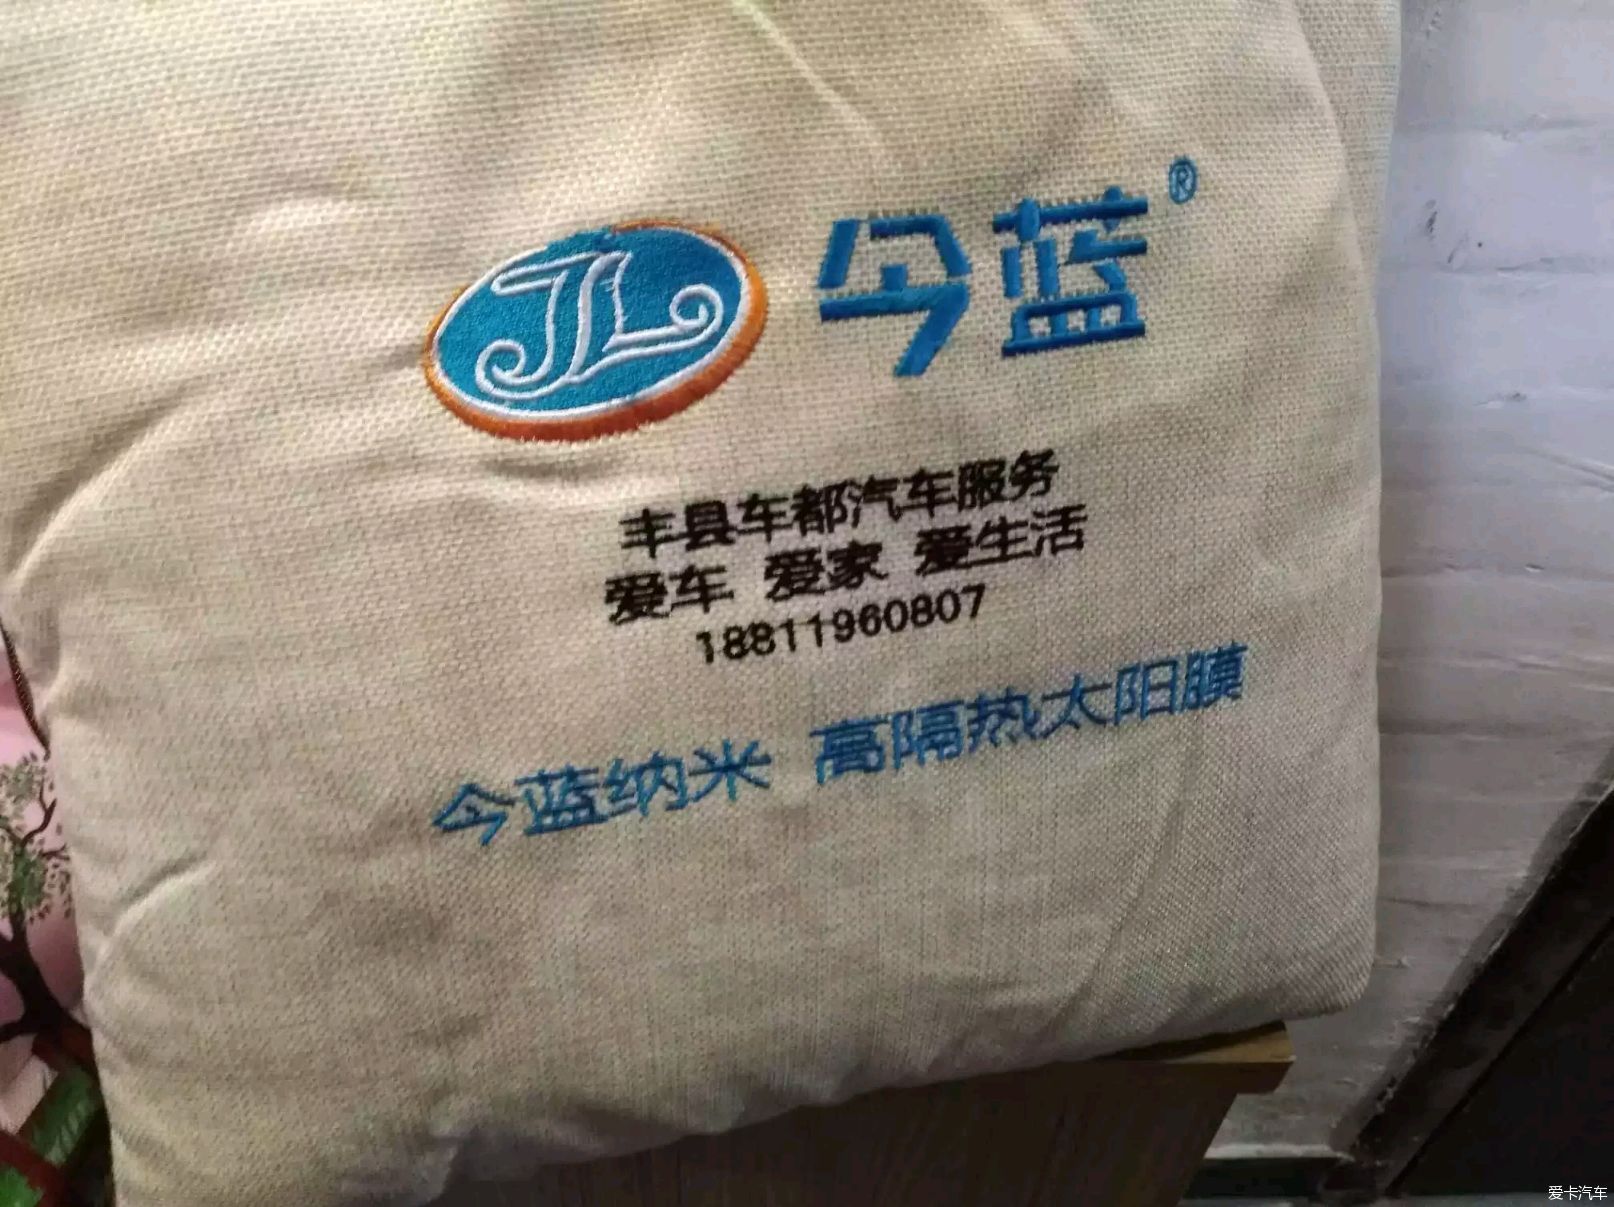 JL 今蓝®
丰县车都汽车服务
爱车 爱家 爱生活
18811960807
今蓝纳米 高隔热太阳膜
爱卡汽车